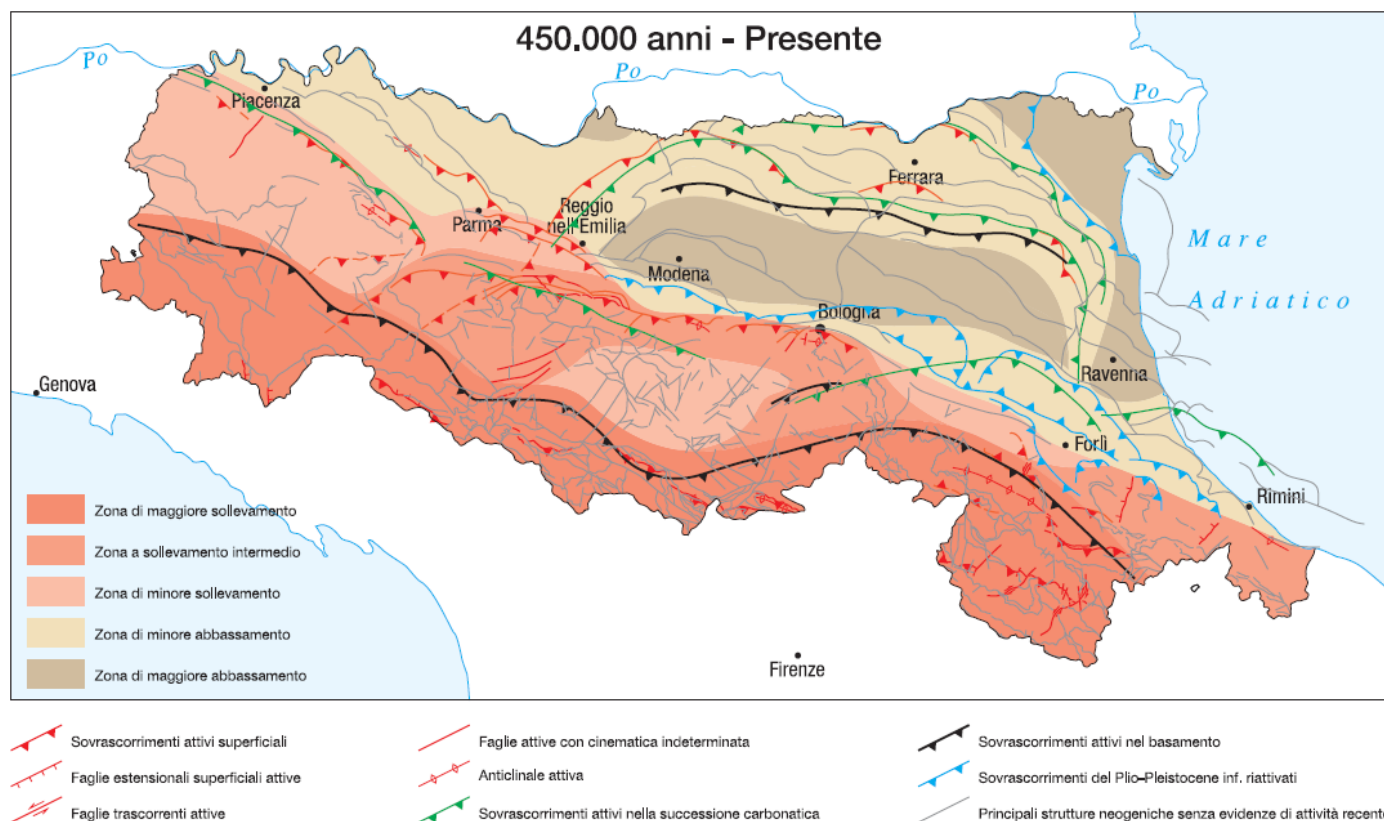 450.000 anni - Presente
Po
Po
Po
Piacenza
Ferrara
Parma
Reggio
nell'Emilia
Modena
Mare
Adriatico
Bologna
Ravenna
Genova
Forlì
Rimini
Firenze
Zona di maggiore sollevamento
Zona a sollevamento intermedio
Zona di minore sollevamento
Zona di minore abbassamento
Zona di maggiore abbassamento
Sovrascorrimenti attivi superficiali
Faglie estensionali superficiali attive
Faglie trascorrenti attive
Faglie attive con cinematica indeterminata
Anticlinale attiva
Sovrascorrimenti attivi nella successione carbonatica
Sovrascorrimenti attivi nel basamento
Sovrascorrimenti del Plio-Pleistocene inf. riattivati
Principali strutture neogeniche senza evidenze di attività recente